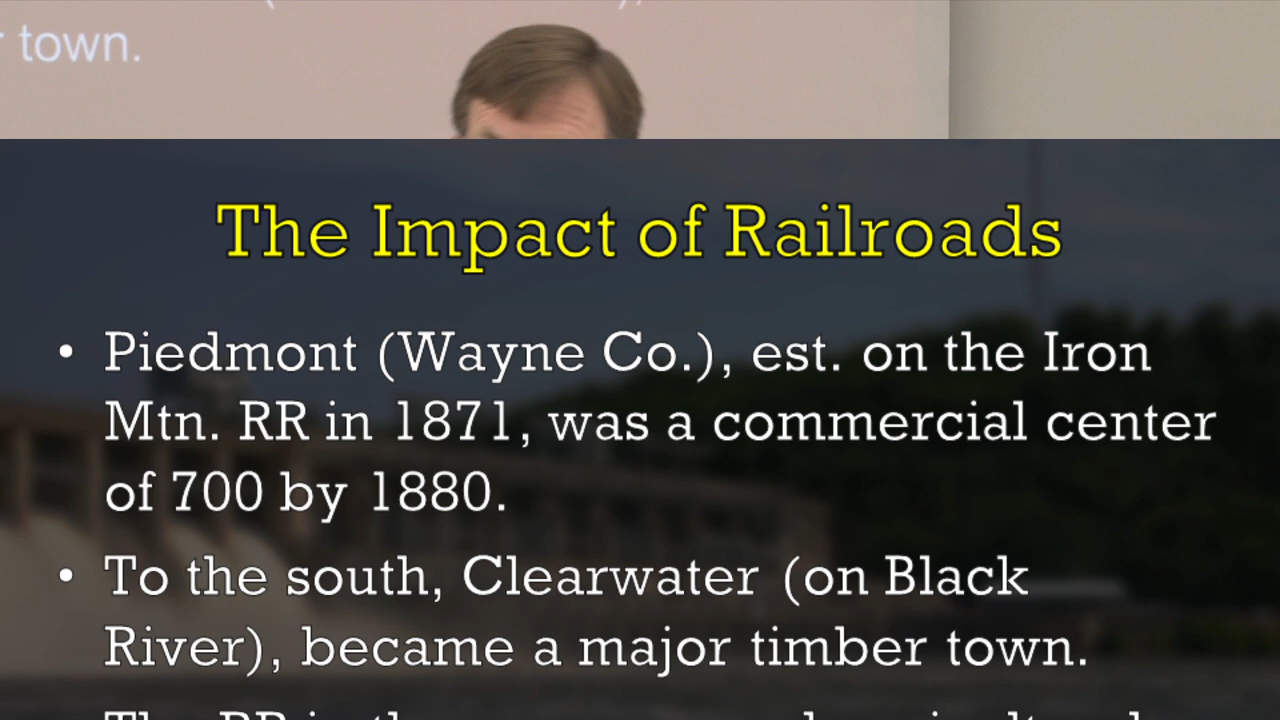 r town.
The Impact of Railroads
• Piedmont (Wayne Co.), est. on the Iron
Mtn. RR in 1871, was a commercial center
of 700 by 1880.
• To the south, Clearwater (on Black
River), became a major timber town.